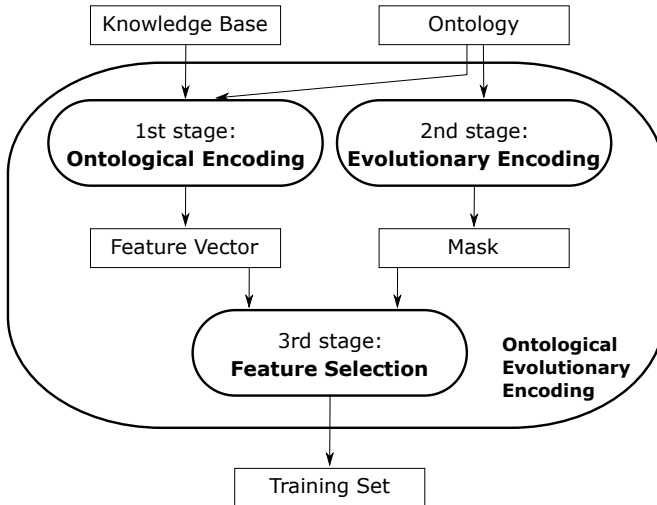 Knowledge Base
Ontology
1st stage:
Ontological Encoding
2nd stage:
Evolutionary Encoding
Feature Vector
Mask
3rd stage:
Feature Selection
Ontological
Evolutionary
Encoding
Training Set